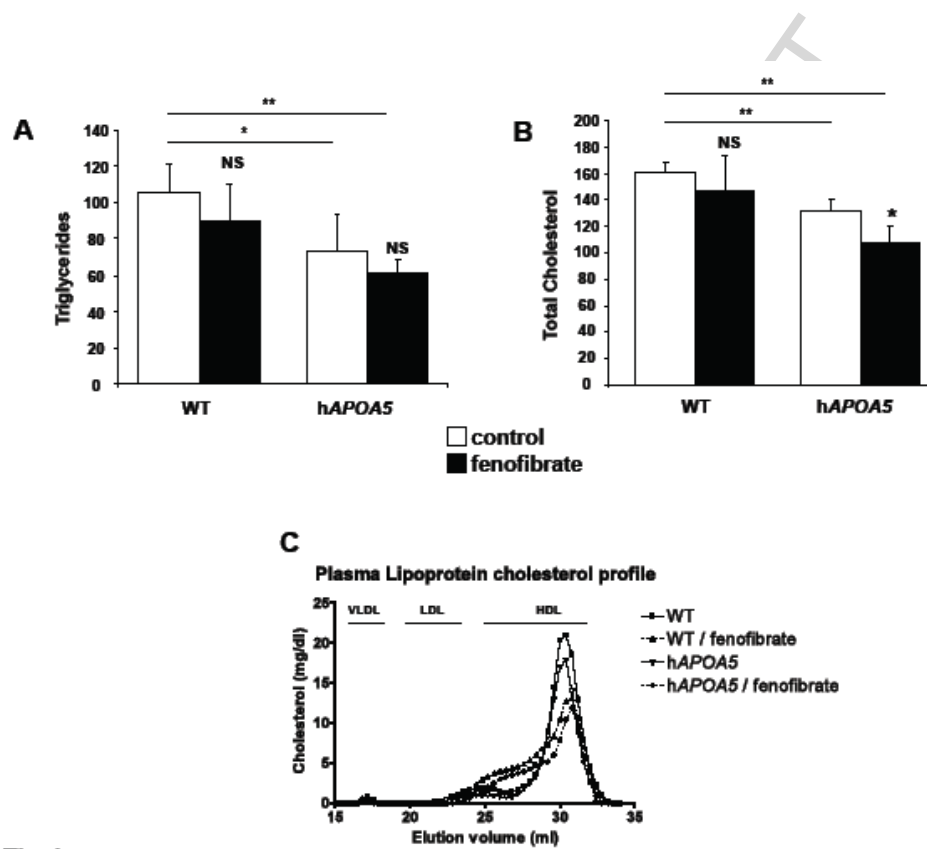 A
**
*
140
120
100
80
60
40
20
0
Triglycerides
NS
NS
WT
hAPOA5
B
**
**
200
180
160
140
120
100
80
60
40
20
0
Total Cholesterol
NS
*
WT
hAPOA5
control
fenofibrate
C
Plasma Lipoprotein cholesterol profile
VLDL LDL HDL
25
20
15
10
5
0
Cholesterol (mg/dl)
15 20 25 30 35
Elution volume (ml)
WT
WT / fenofibrate
hAPOA5
hAPOA5 / fenofibrate